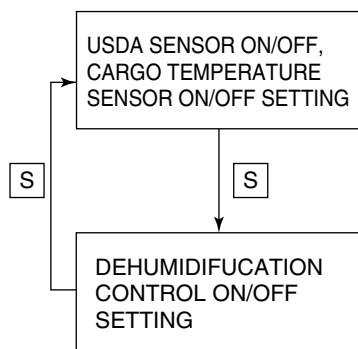 USDA SENSOR ON/OFF,
CARGO TEMPERATURE
SENSOR ON/OFF SETTING
S
S
DEHUMIDIFUCATION
CONTROL ON/OFF
SETTING